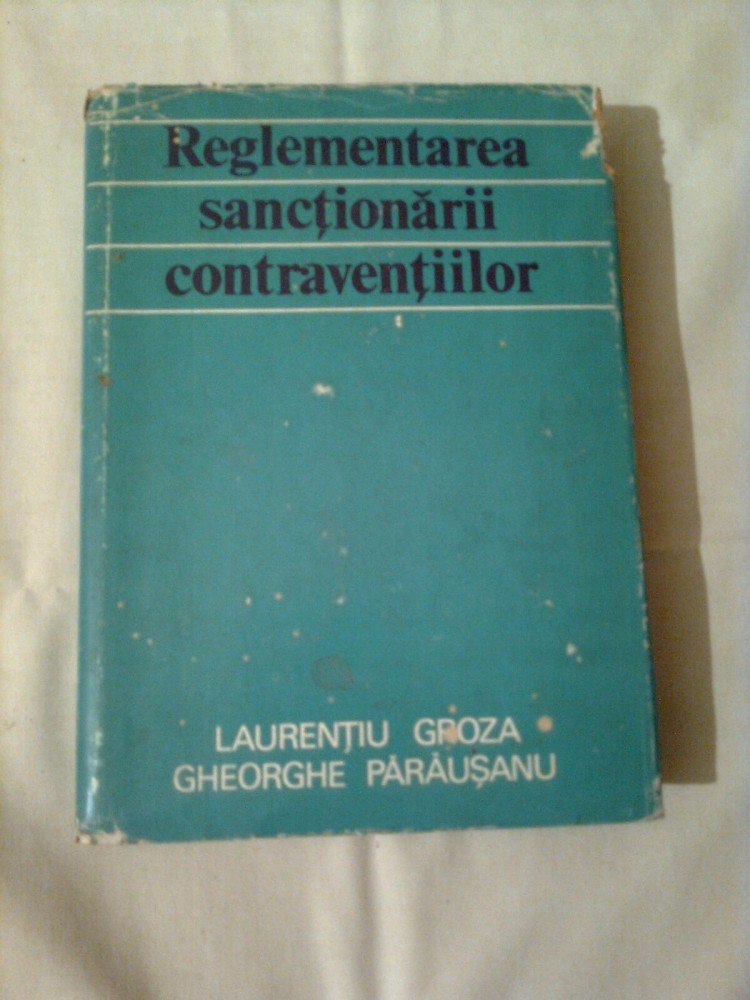 Reglementarea
sancționării
contravențiilor
LAURENȚIU GROZA
GHEORGHE PĂRĂUȘANU